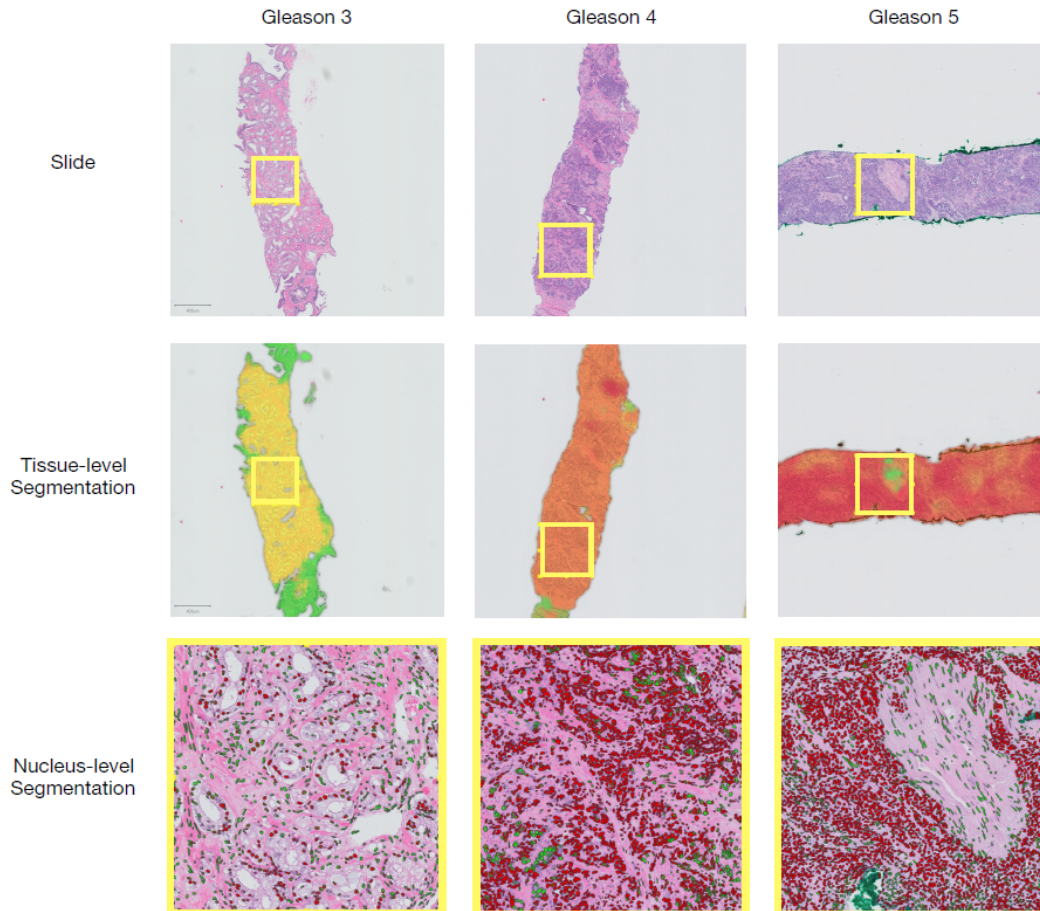 Gleason 3
Gleason 4
Gleason 5
Slide
Tissue-level
Segmentation
Nucleus-level
Segmentation